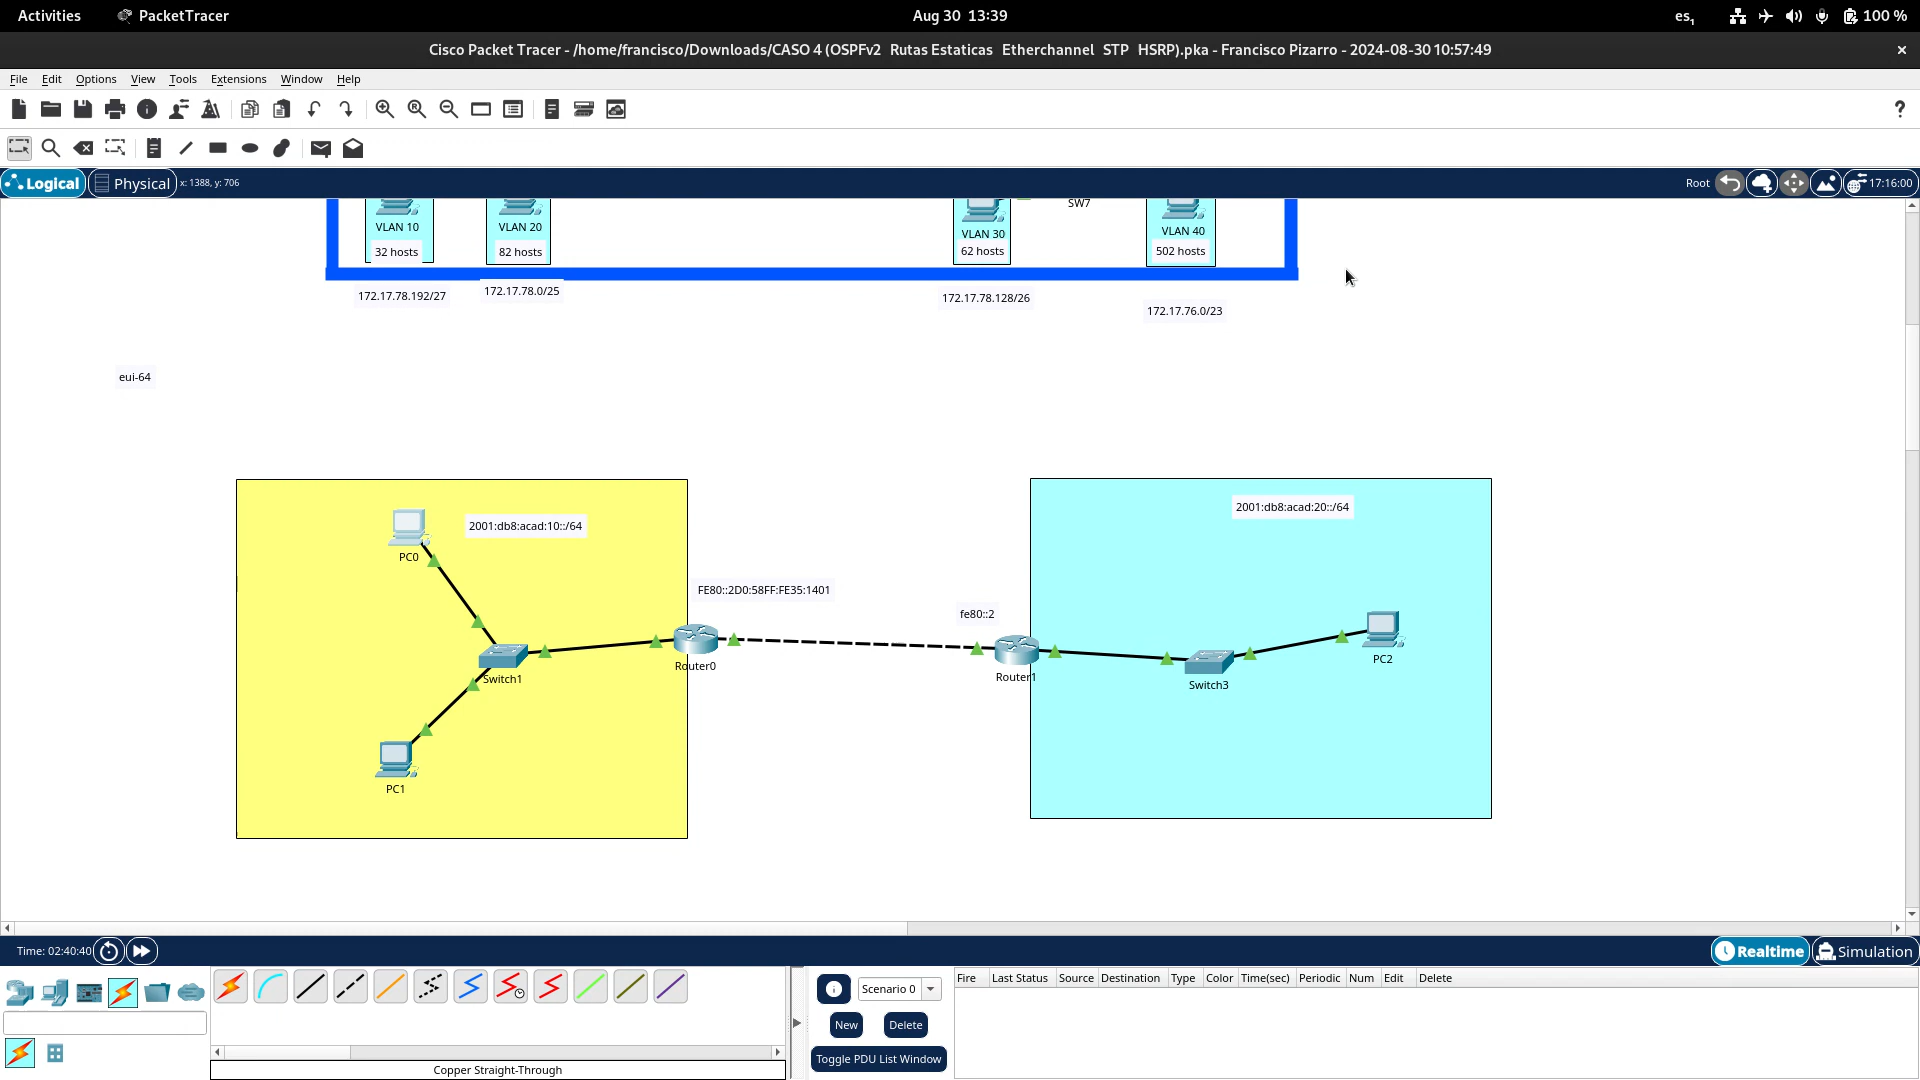 Activities PacketTracer Aug 30 13:39 es₁ 100 %
Cisco Packet Tracer - /home/francisco/Downloads/CASO 4 (OSPFv2 Rutas Estaticas Etherchannel STP HSRP).pka - Francisco Pizarro - 2024-08-30 10:57:49
File Edit Options View Tools Extensions Window Help
Logical Physical x: 1388, y: 706 Root 17:16:00
SW7
VLAN 10 VLAN 20 VLAN 30 VLAN 40
32 hosts 82 hosts 62 hosts 502 hosts
172.17.78.192/27 172.17.78.0/25 172.17.78.128/26 172.17.76.0/23
eui-64
2001:db8:acad:20::/64
2001:db8:acad:10::/64
PC0
FE80::2D0:58FF:FE35:1401
fe80::2
PC2
Router0
Router1
Switch1
Switch3
PC1
Time: 02:40:40 Realtime Simulation
Scenario 0
Fire Last Status Source Destination Type Color Time(sec) Periodic Num Edit Delete
New Delete
Toggle PDU List Window
Copper Straight-Through